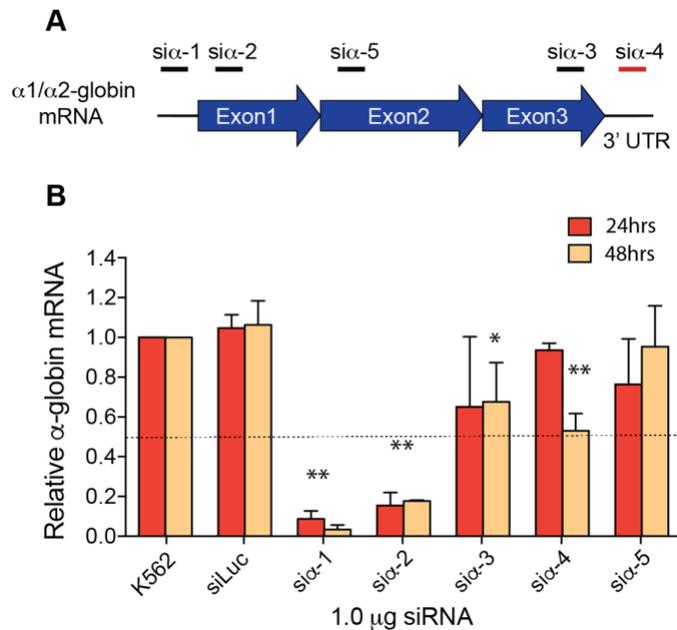 A
siα-1 siα-2 siα-5 siα-3 siα-4
α1/α2-globin
mRNA
Exon1 Exon2 Exon3
3' UTR
B
24hrs
48hrs
Relative α-globin mRNA
1.4
1.2
1.0
0.8
0.6
0.4
0.2
0.0
** ** * **
K562 siLuc siα-1 siα-2 siα-3 siα-4 siα-5
1.0 μg siRNA